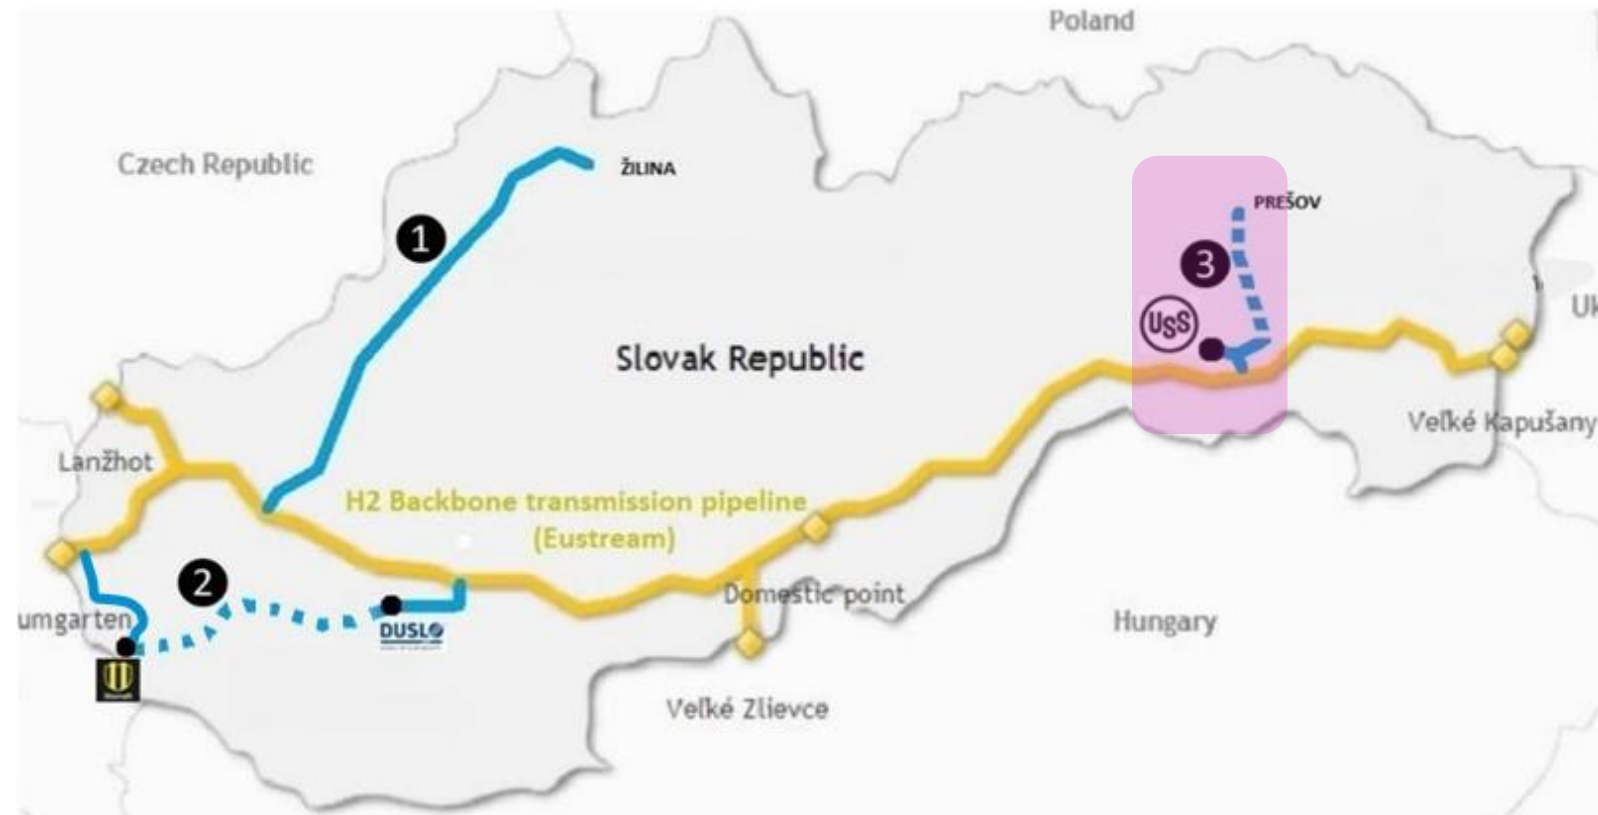 Poland
Czech Republic
ŽILINA
1
PREŠOV
3
USS
Uk
Slovak Republic
Veľké Kapušany
Lanžhot
H2 Backbone transmission pipeline
(Eustream)
2
Domestic point
umgarten
DUSLO
Hungary
Veľké Zlievce